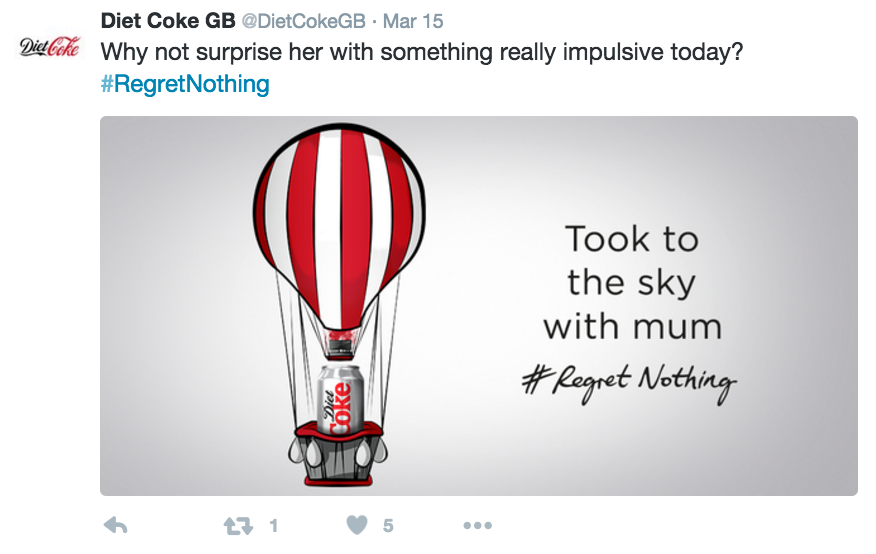 Diet Coke GB @DietCokeGB · Mar 15
Diet Coke
Why not surprise her with something really impulsive today?
#RegretNothing
Took to
the sky
with mum
#Regret Nothing
Diet
Coke
1
5